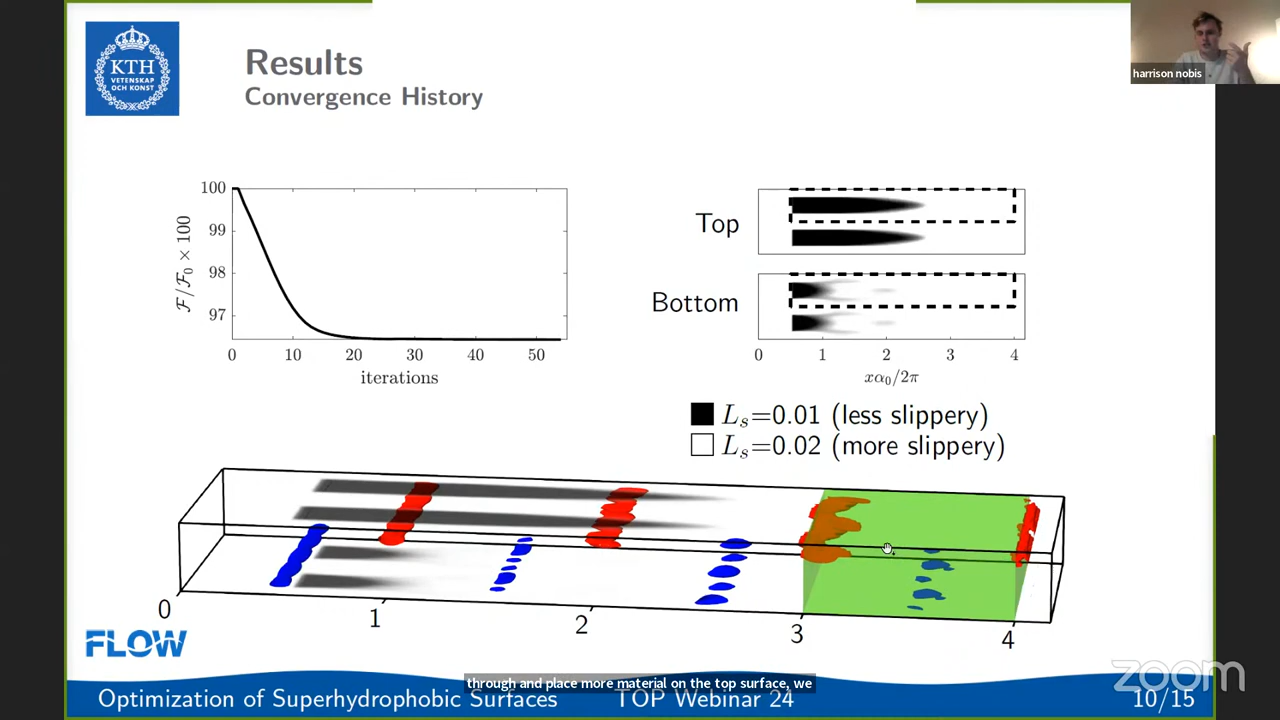 KTH
VETENSKAP
OCH KONST
Results
Convergence History
harrison nobis
100
99
98
97
F/F₀ × 100
0 10 20 30 40 50
iterations
Top
Bottom
0 1 2 3 4
xα₀/2π
Lₛ=0.01 (less slippery)
Lₛ=0.02 (more slippery)
0
1
2
3
4
FLOW
through and place more material on the top surface, we
Optimization of Superhydrophobic Surfaces
TOP Webinar 24
10/15
zoom